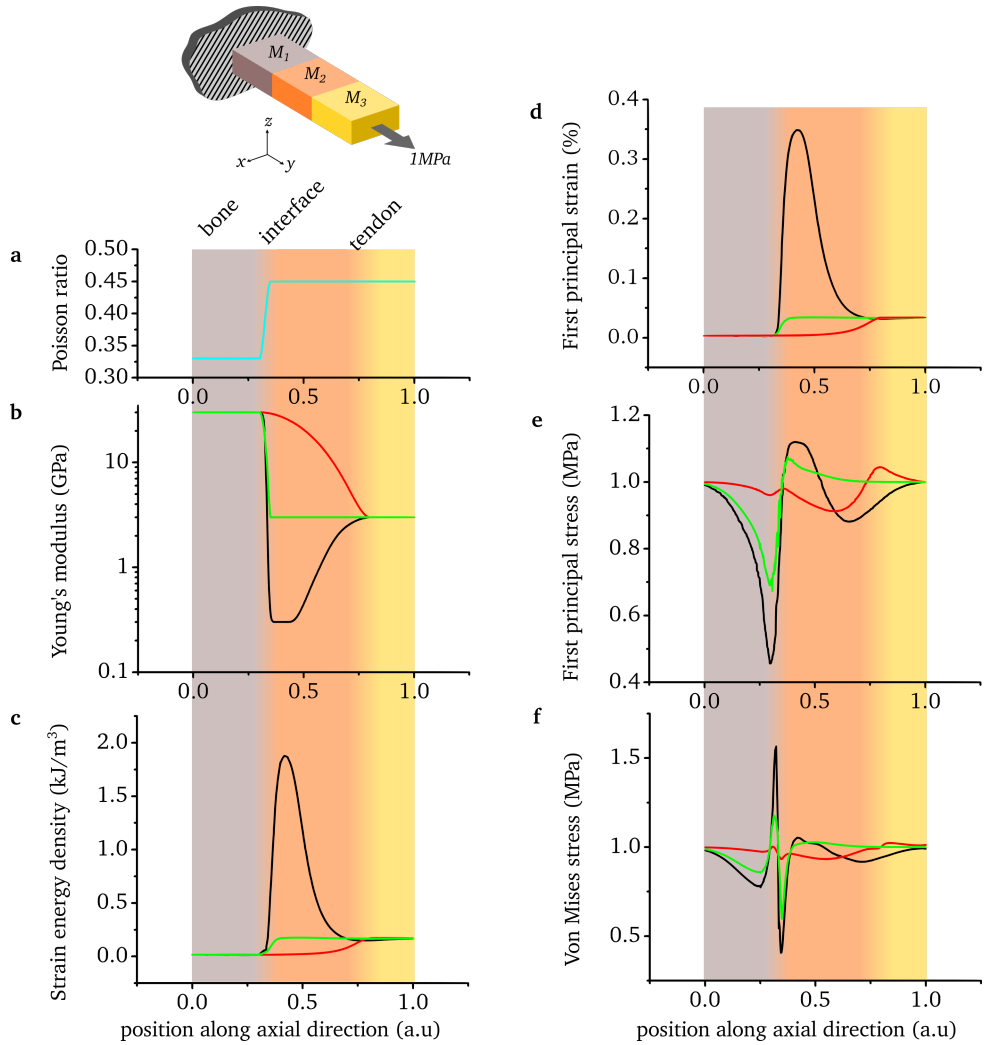 M1
M2
M3
z
x
y
1MPa
bone
interface
tendon
a
Poisson ratio
0.50
0.45
0.40
0.35
0.30
0.0
0.5
1.0
b
Young's modulus (GPa)
10
1
0.1
0.0
0.5
1.0
c
Strain energy density (kJ/m³)
2.0
1.5
1.0
0.5
0.0
0.0
0.5
1.0
position along axial direction (a.u)
d
First principal strain (%)
0.4
0.3
0.2
0.1
0.0
0.0
0.5
1.0
e
First principal stress (MPa)
1.2
1.0
0.8
0.6
0.4
0.0
0.5
1.0
f
Von Mises stress (MPa)
1.5
1.0
0.5
0.0
0.5
1.0
position along axial direction (a.u)